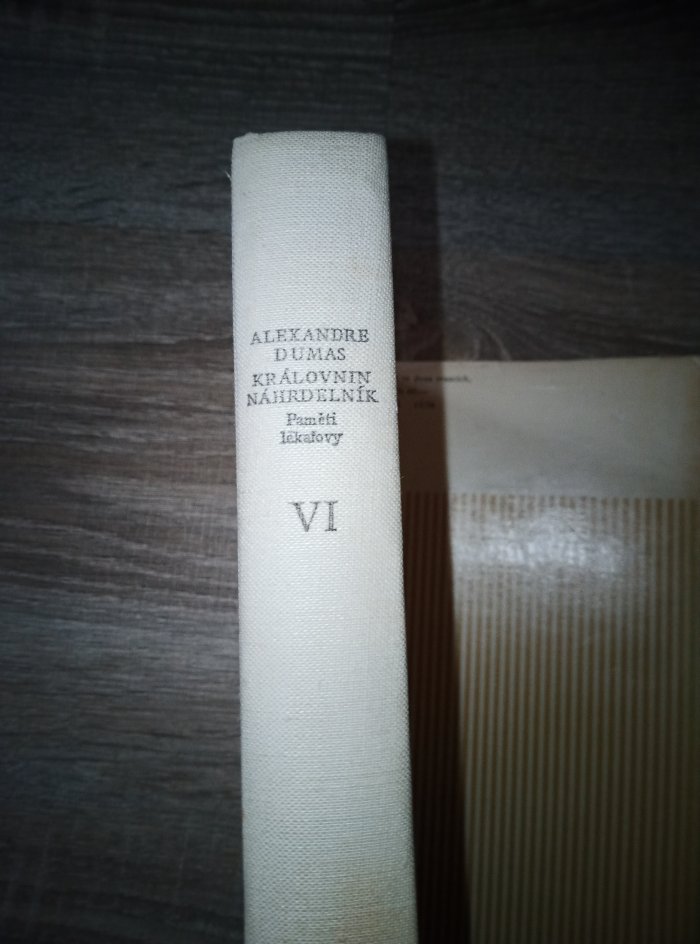 ALEXANDRE
DUMAS
KRÁLOVNIN
NÁHRDELNÍK
Paměti
lékařovy
VI